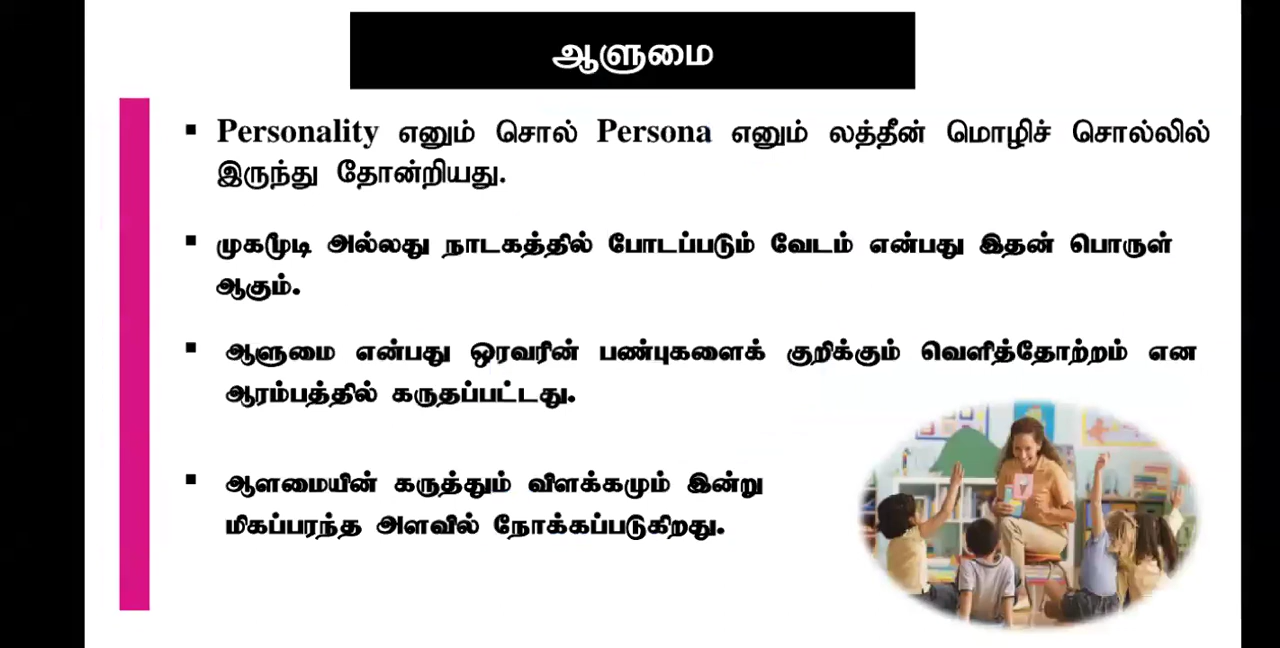 ஆளுமை
▪ Personality எனும் சொல் Persona எனும் லத்தீன் மொழிச் சொல்லில்
இருந்து தோன்றியது.
▪ முகமூடி அல்லது நாடகத்தில் போடப்படும் வேடம் என்பது இதன் பொருள்
ஆகும்.
▪ ஆளுமை என்பது ஒரவரின் பண்புகளைக் குறிக்கும் வெளித்தோற்றம் என
ஆரம்பத்தில் கருதப்பட்டது.
▪ ஆளமையின் கருத்தும் விளக்கமும் இன்று
மிகப்பரந்த அளவில் நோக்கப்படுகிறது.